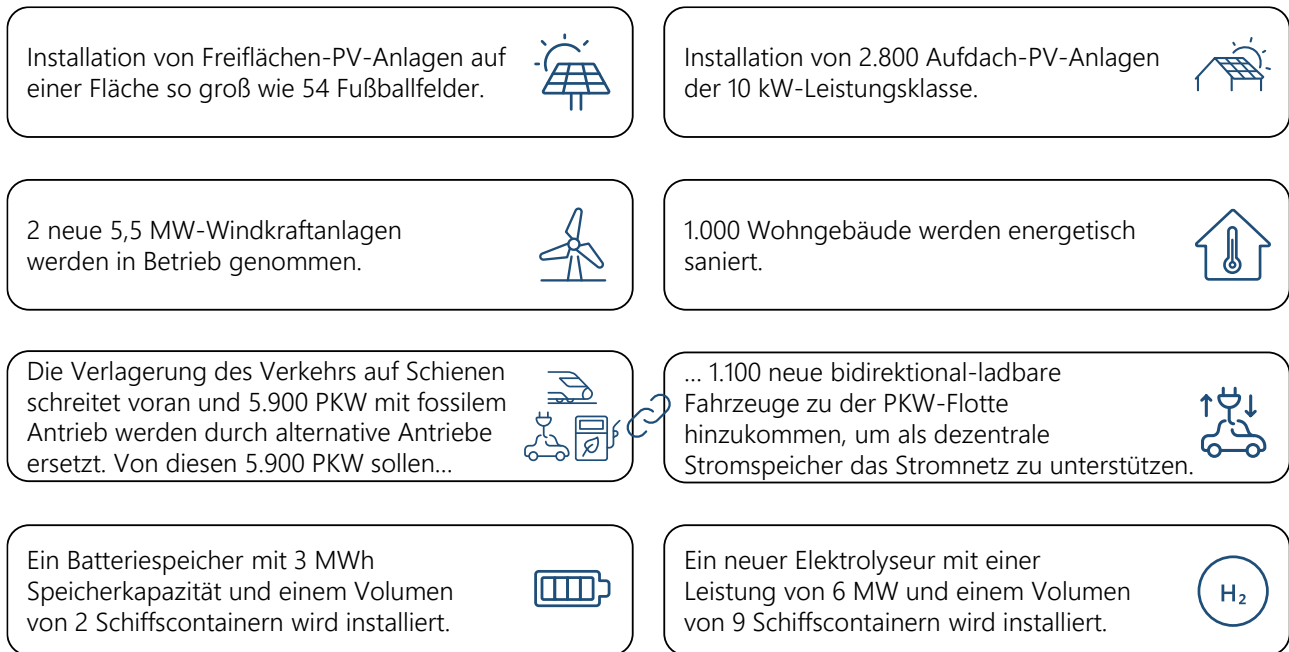 Installation von Freiflächen-PV-Anlagen auf
einer Fläche so groß wie 54 Fußballfelder.
Installation von 2.800 Aufdach-PV-Anlagen
der 10 kW-Leistungsklasse.
2 neue 5,5 MW-Windkraftanlagen
werden in Betrieb genommen.
1.000 Wohngebäude werden energetisch
saniert.
Die Verlagerung des Verkehrs auf Schienen
schreitet voran und 5.900 PKW mit fossilem
Antrieb werden durch alternative Antriebe
ersetzt. Von diesen 5.900 PKW sollen...
... 1.100 neue bidirektional-ladbare
Fahrzeuge zu der PKW-Flotte
hinzukommen, um als dezentrale
Stromspeicher das Stromnetz zu unterstützen.
Ein Batteriespeicher mit 3 MWh
Speicherkapazität und einem Volumen
von 2 Schiffscontainern wird installiert.
Ein neuer Elektrolyseur mit einer
Leistung von 6 MW und einem Volumen
von 9 Schiffscontainern wird installiert.
H₂